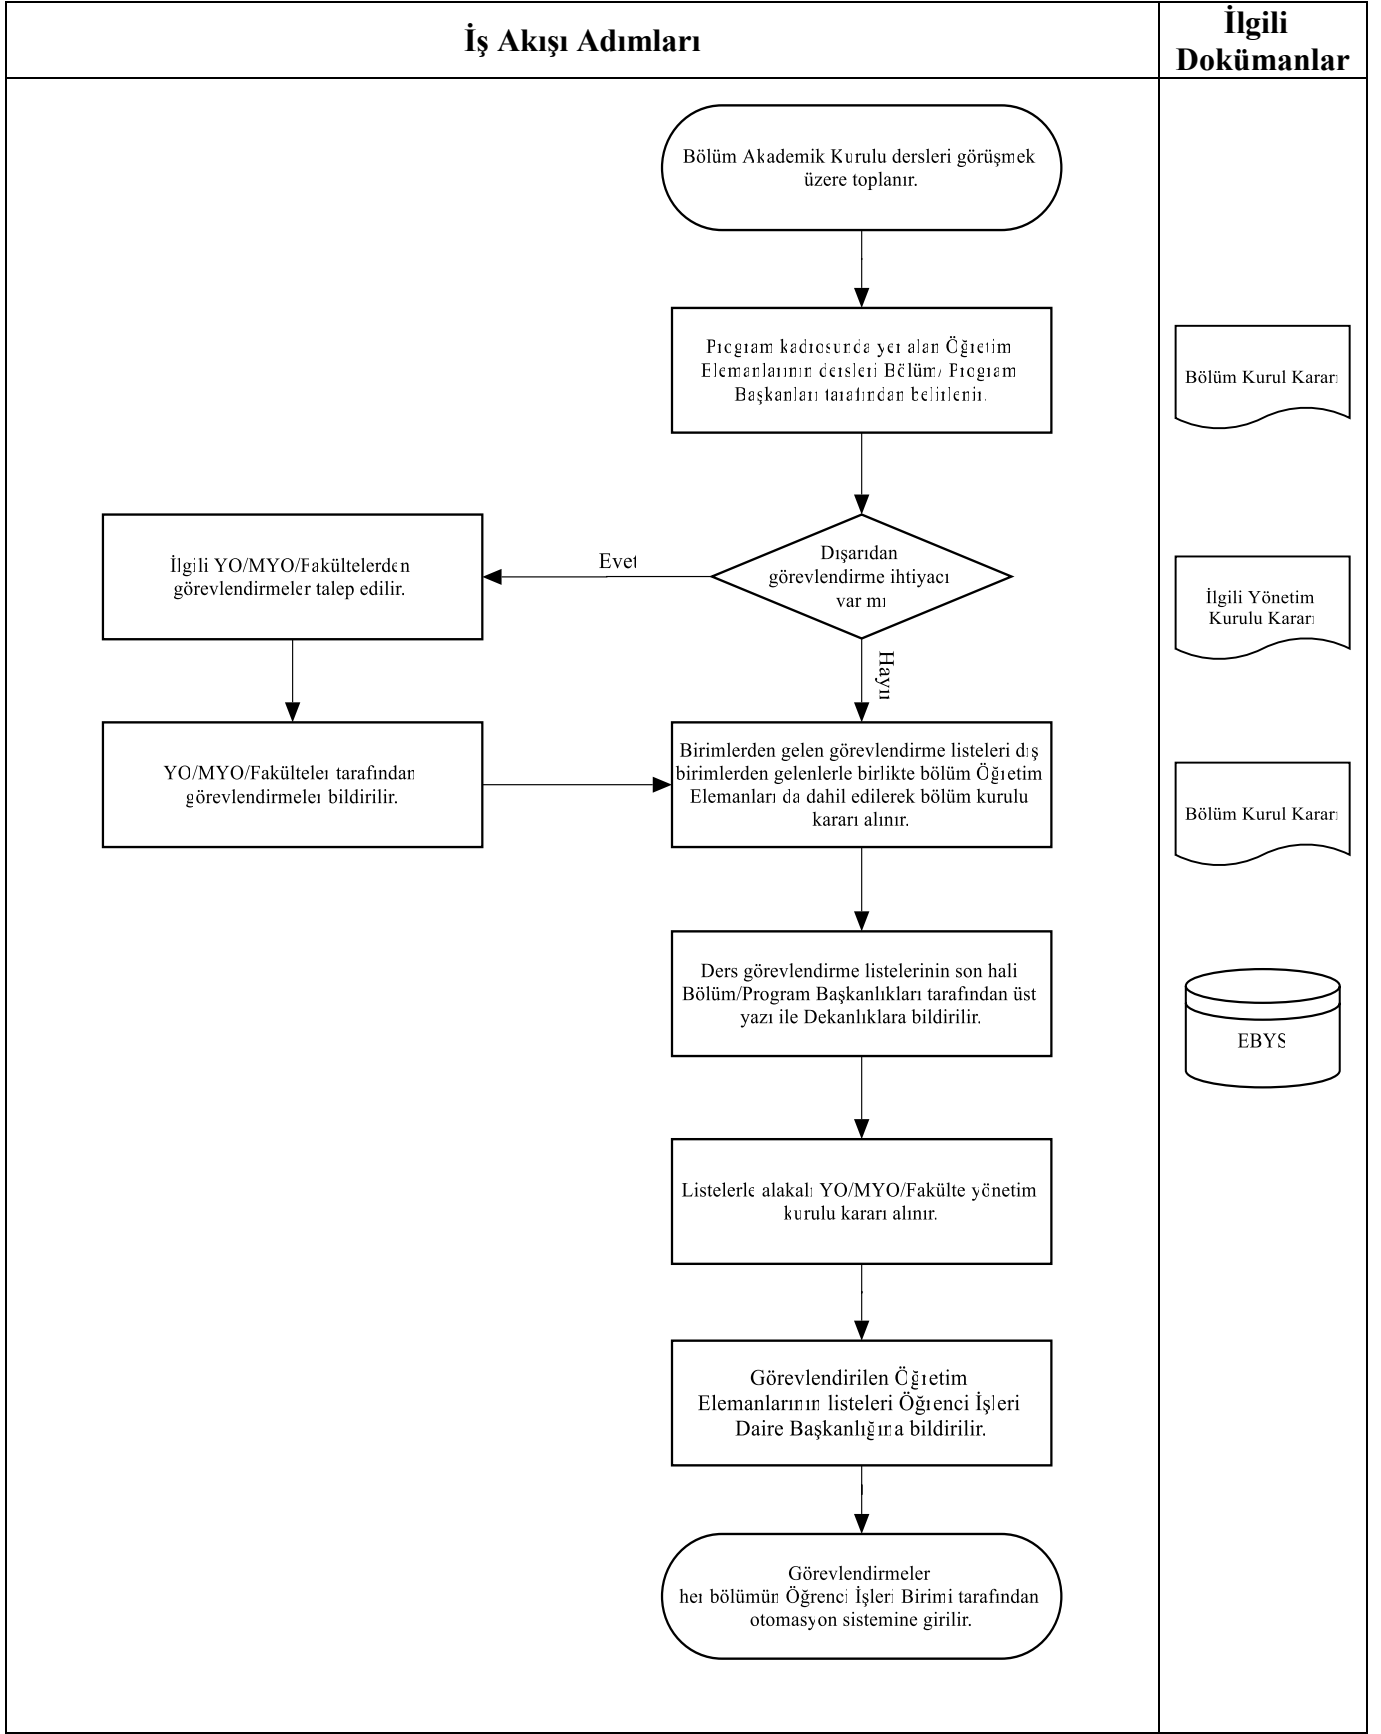 İş Akışı Adımları
İlgili
Dokümanlar
Bölüm Akademik Kurulu dersleri görüşmek
üzere toplanır.
Program kadrosunda yer alan Öğretim
Elemanlarının dersleri Bölüm/ Program
Başkanları tarafından belirlenir.
Bölüm Kurul Kararı
Dışarıdan
görevlendirme ihtiyacı
var mı
Evet
Hayır
İlgili YO/MYO/Fakültelerden
görevlendirmeler talep edilir.
İlgili Yönetim
Kurulu Kararı
YO/MYO/Fakülteler tarafından
görevlendirmeler bildirilir.
Birimlerden gelen görevlendirme listeleri dış
birimlerden gelenlerle birlikte bölüm Öğretim
Elemanları da dahil edilerek bölüm kurulu
kararı alınır.
Bölüm Kurul Kararı
Ders görevlendirme listelerinin son hali
Bölüm/Program Başkanlıkları tarafından üst
yazı ile Dekanlıklara bildirilir.
EBYS
Listelerle alakalı YO/MYO/Fakülte yönetim
kurulu kararı alınır.
Görevlendirilen Öğretim
Elemanlarının listeleri Öğrenci İşleri
Daire Başkanlığına bildirilir.
Görevlendirmeler
her bölümün Öğrenci İşleri Birimi tarafından
otomasyon sistemine girilir.